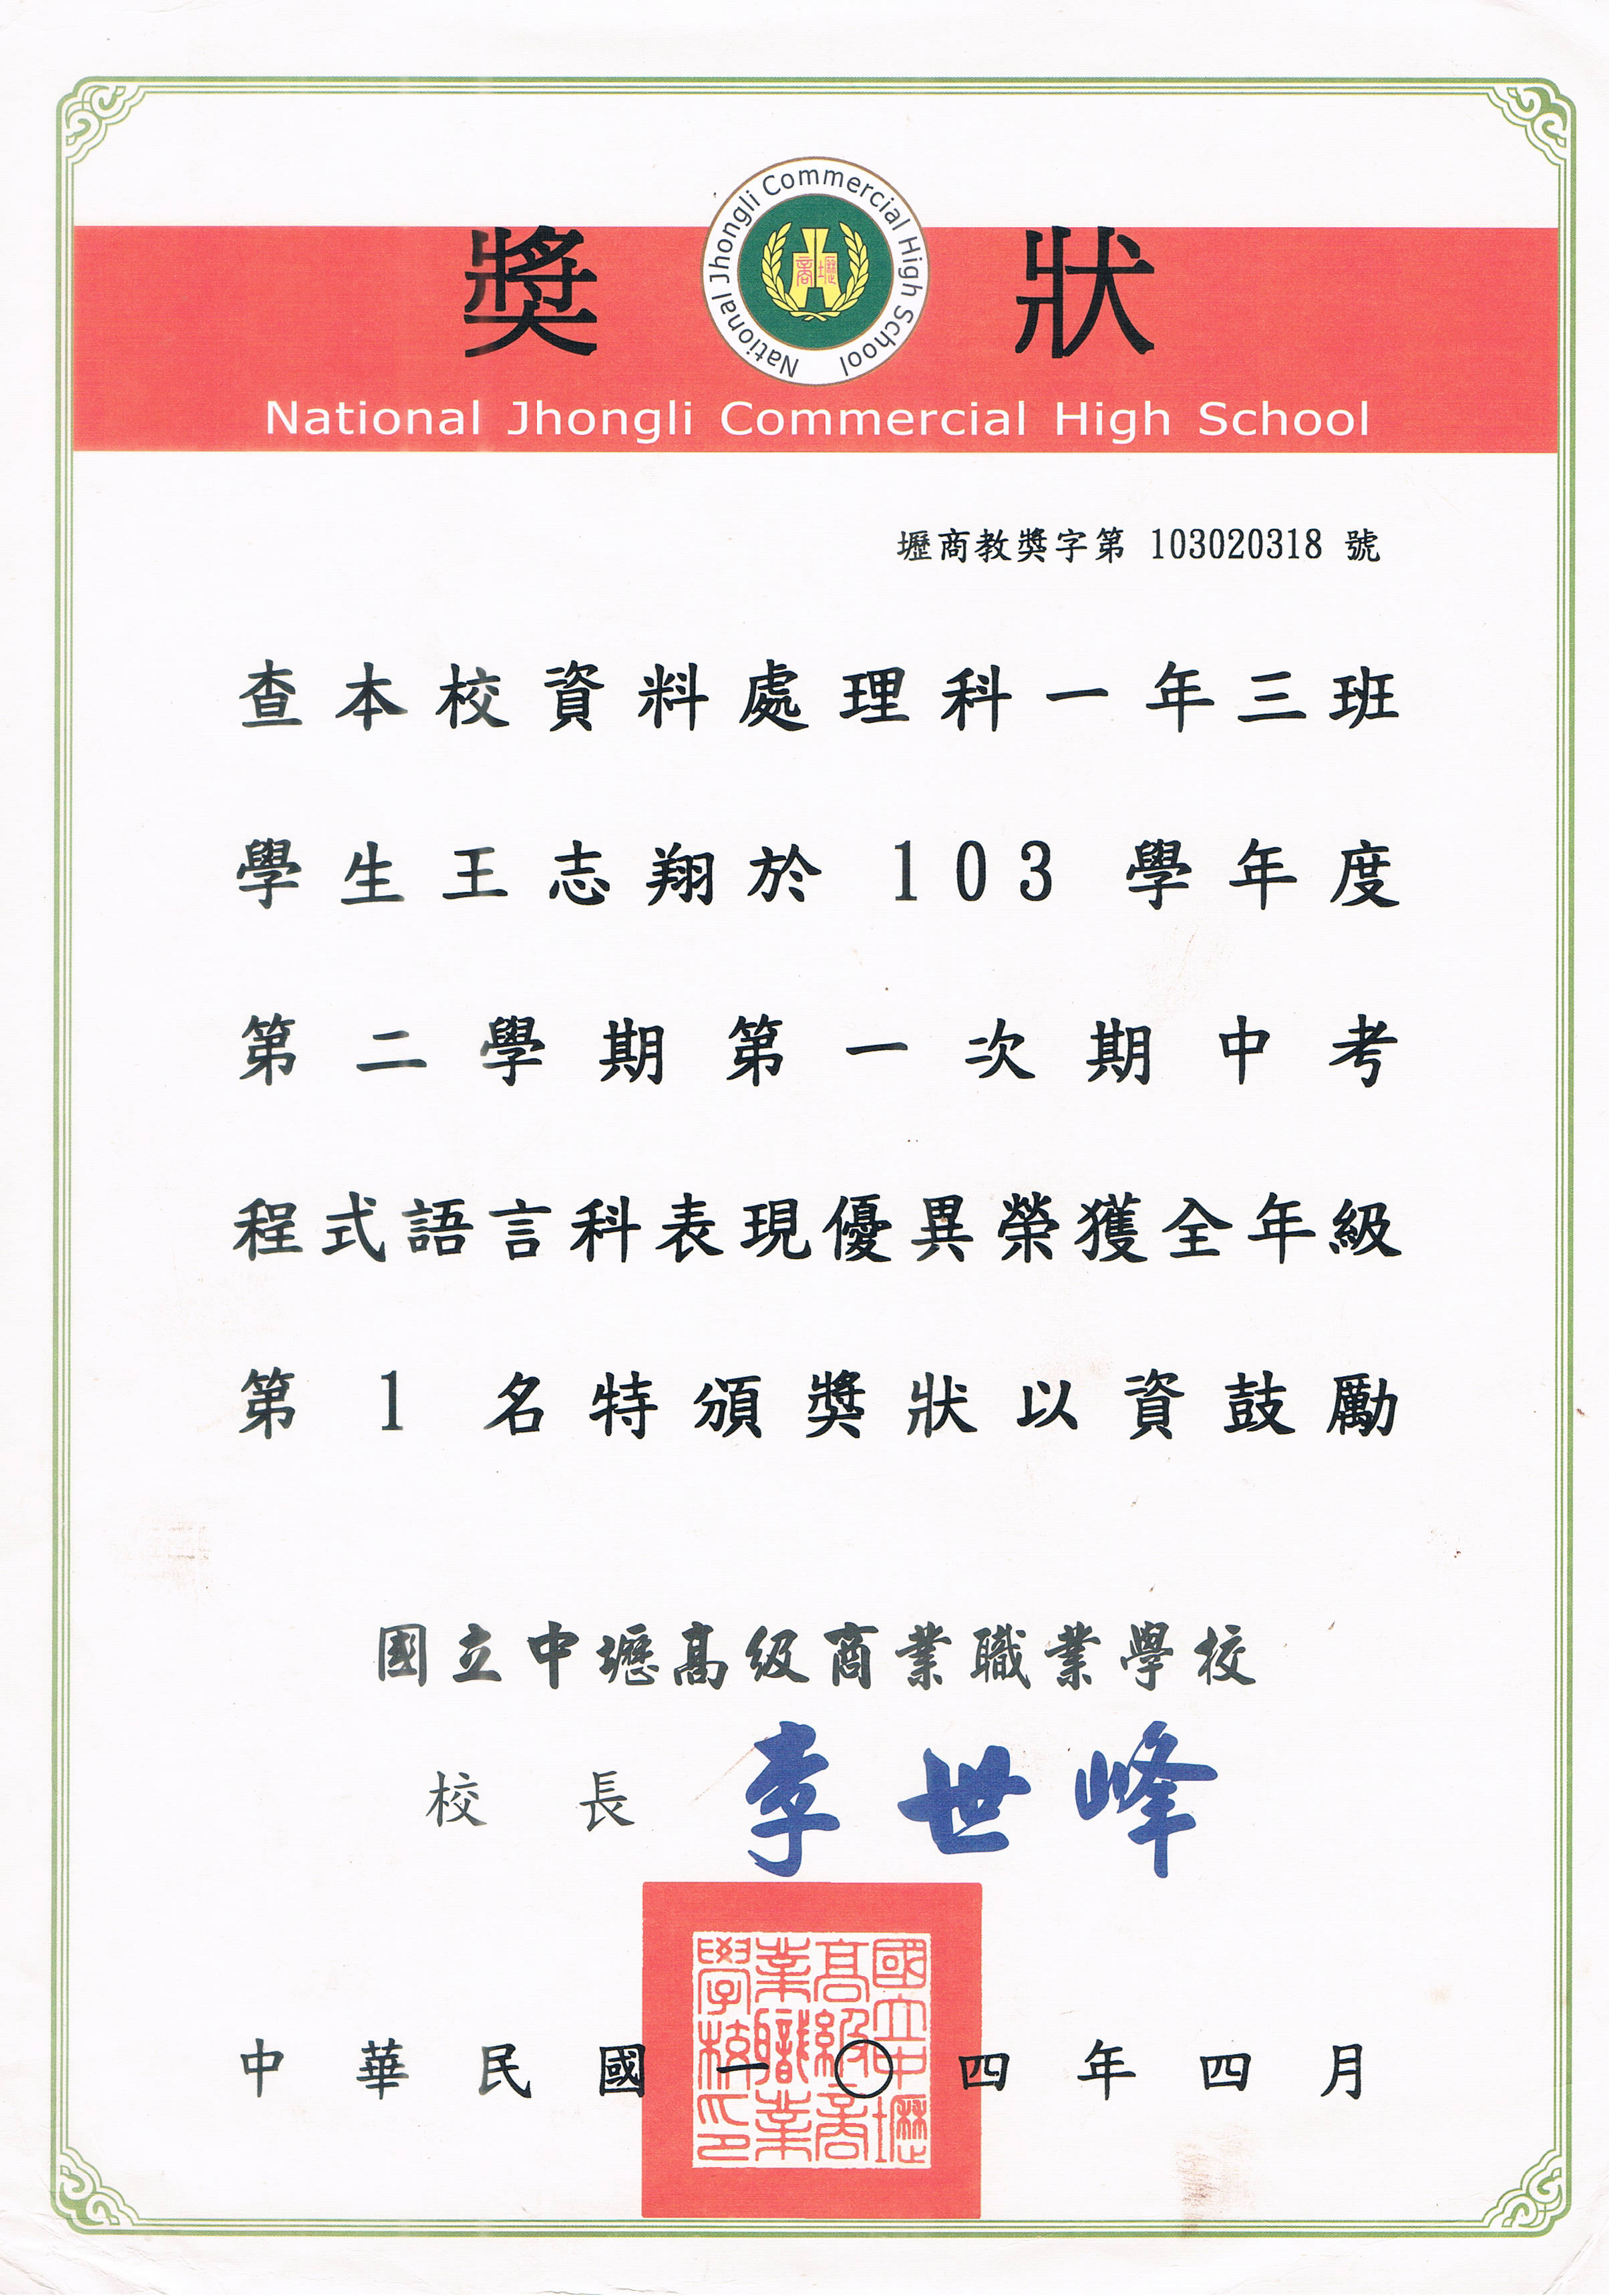 National Jhongli Commercial High School
商壢
獎狀
National Jhongli Commercial High School
壢商教獎字第 103020318 號
查本校資料處理科一年三班
學生王志翔於 103 學年度
第二學期第一次期中考
程式語言科表現優異榮獲全年級
第 1 名特頒獎狀以資鼓勵
國立中壢高級商業職業學校
校長 李世峰
國立中壢高級商業職業學校印
中華民國一〇四年四月